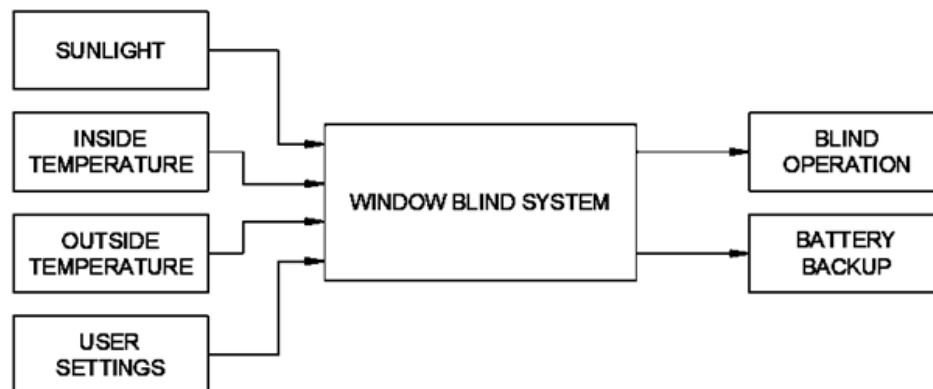 SUNLIGHT
INSIDE
TEMPERATURE
OUTSIDE
TEMPERATURE
USER
SETTINGS
WINDOW BLIND SYSTEM
BLIND
OPERATION
BATTERY
BACKUP